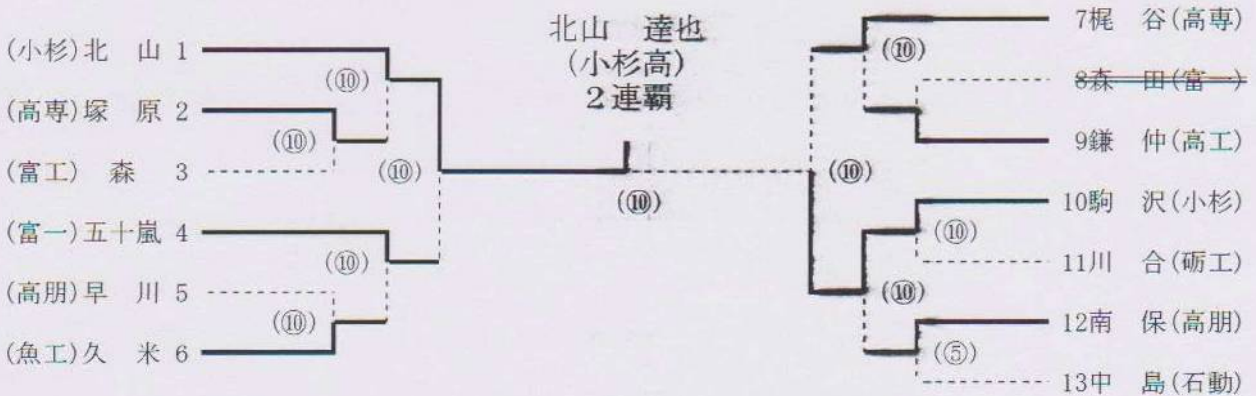 北山 達也
(小杉高)
2連覇
(小杉)北 山 1
(高専)塚 原 2
(富工) 森 3
(富一)五十嵐 4
(高朋)早 川 5
(魚工)久 米 6
(⑩)
(⑩)
(⑩)
(⑩)
(⑩)
(⑩)
7梶 谷(高専)
8森 田(富一)
9鎌 仲(高工)
10駒 沢(小杉)
11川 合(砺工)
12南 保(高朋)
13中 島(石動)
(⑩)
(⑩)
(⑩)
(⑩)
(⑤)